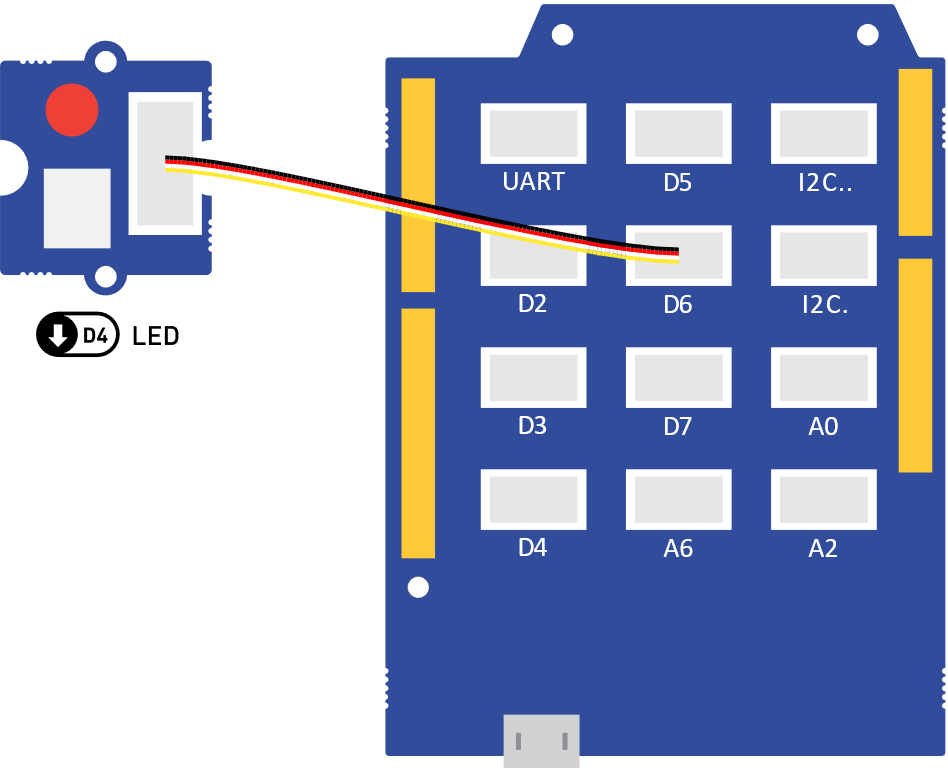 UART D5 I2C..
D2 D6 I2C.
D4 LED
D3 D7 A0
D4 A6 A2